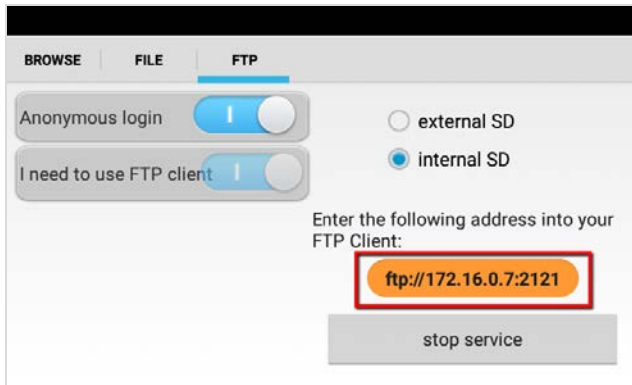 BROWSE FILE FTP
Anonymous login
I need to use FTP client
external SD
internal SD
Enter the following address into your
FTP Client:
ftp://172.16.0.7:2121
stop service